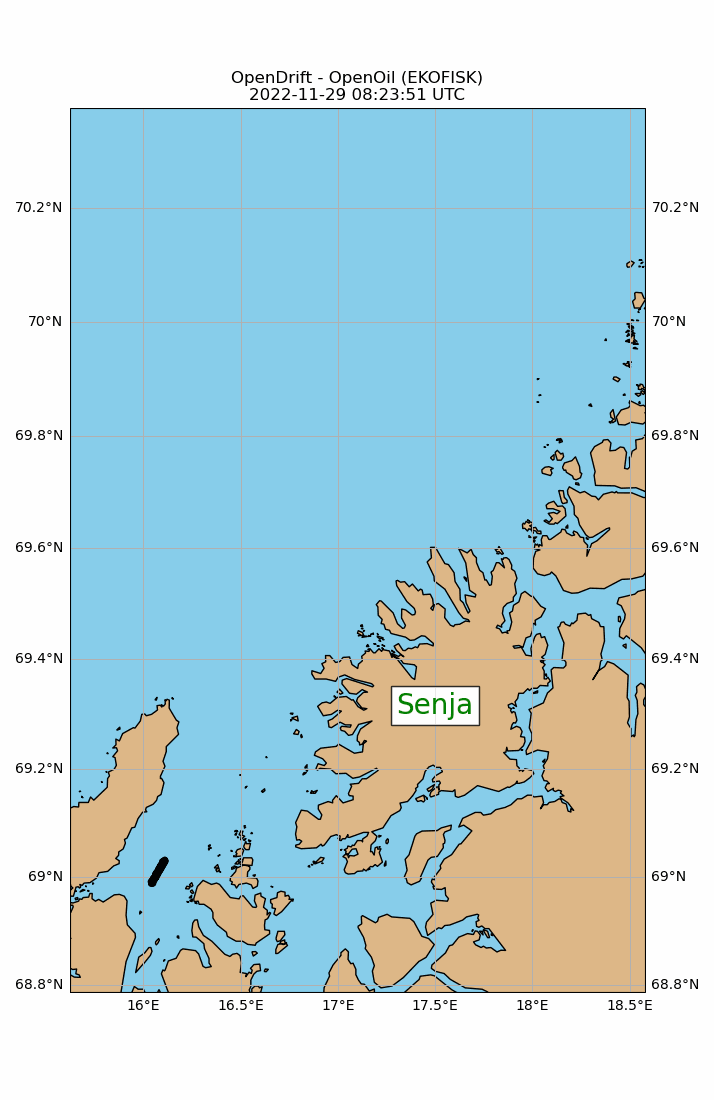 OpenDrift - OpenOil (EKOFISK)
2022-11-29 08:23:51 UTC
70.2°N 70.2°N
70°N 70°N
69.8°N 69.8°N
69.6°N 69.6°N
69.4°N 69.4°N
Senja
69.2°N 69.2°N
69°N 69°N
68.8°N 68.8°N
16°E 16.5°E 17°E 17.5°E 18°E 18.5°E